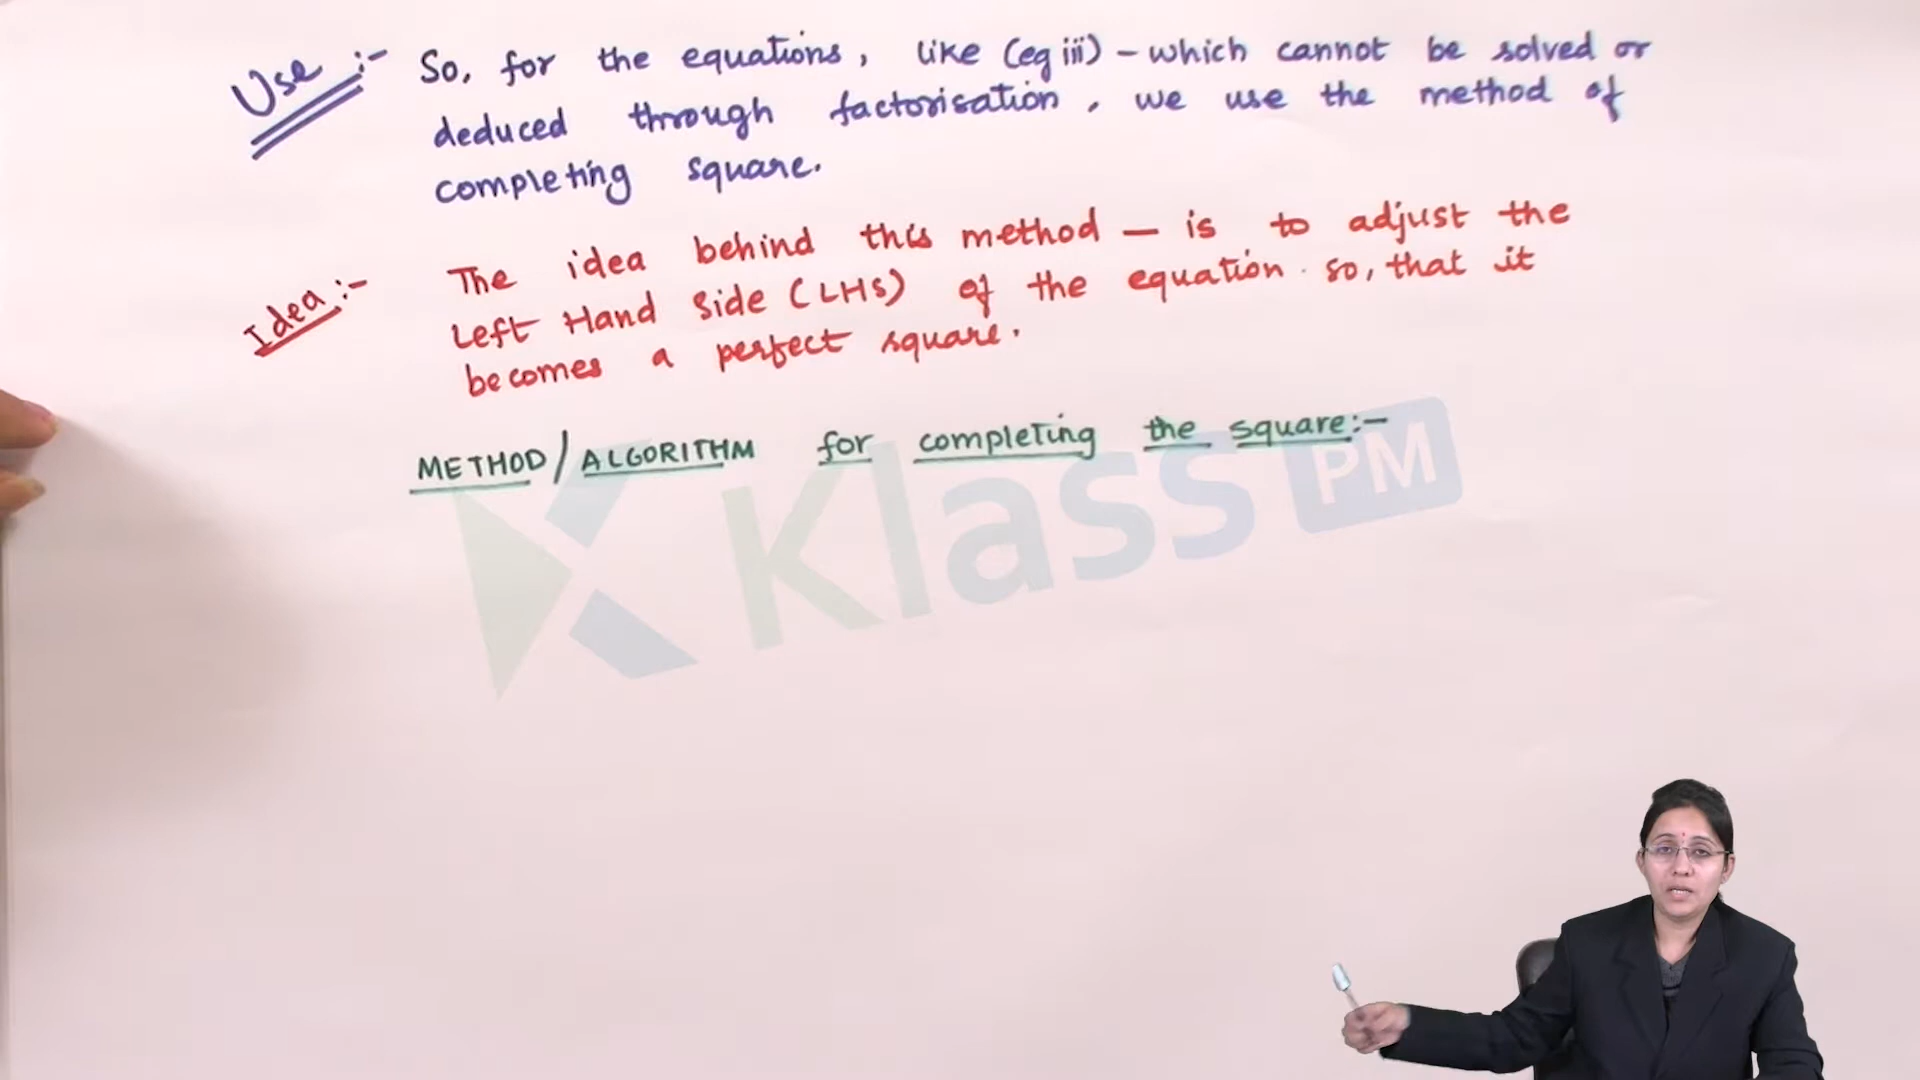 Use :- So, for the equations, like (eg iii) - which cannot be solved or
deduced through factorisation, we use the method of
completing square.
Idea :- The idea behind this method — is to adjust the
Left Hand Side (LHS) of the equation so, that it
becomes a perfect square.
METHOD/ALGORITHM for completing the square:-
Klass PM